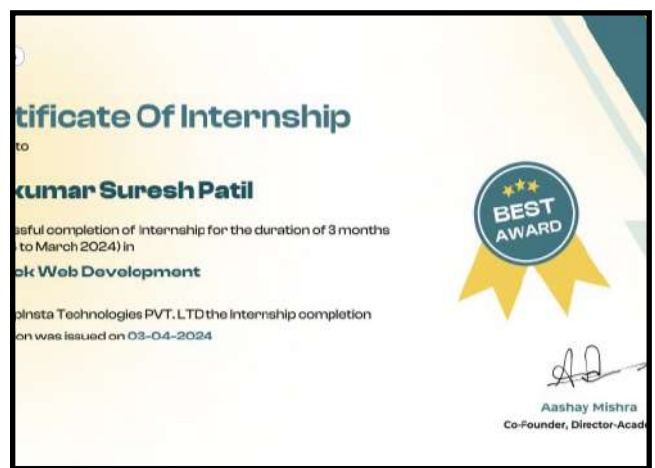 tificate Of Internship
to
kumar Suresh Patil
ssful completion of Internship for the duration of 3 months
to March 2024) in
ck Web Development
pInsta Technologies PVT. LTD the Internship completion
on was issued on 03-04-2024
BEST
AWARD
Aashay Mishra
Co-Founder, Director-Acad